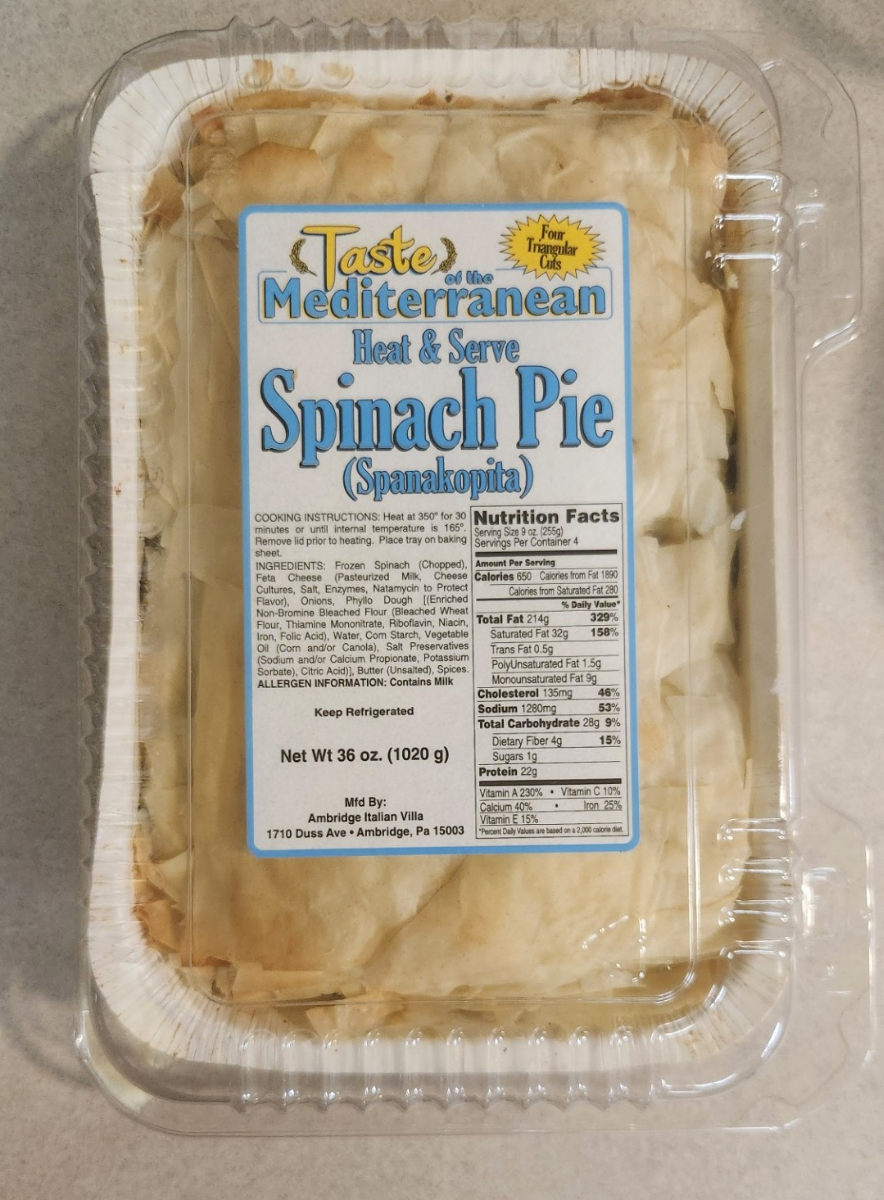 Taste
of the
Mediterranean
Four
Triangular
Cuts
Heat & Serve
Spinach Pie
(Spanakopita)
COOKING INSTRUCTIONS: Heat at 350° for 30
minutes or until internal temperature is 165°.
Remove lid prior to heating. Place tray on baking
sheet.
INGREDIENTS: Frozen Spinach (Chopped),
Feta Cheese (Pasteurized Milk, Cheese
Cultures, Salt, Enzymes, Natamycin to Protect
Flavor), Onions, Phyllo Dough [(Enriched
Non-Bromine Bleached Flour (Bleached Wheat
Flour, Thiamine Mononitrate, Riboflavin, Niacin,
Iron, Folic Acid), Water, Corn Starch, Vegetable
Oil (Corn and/or Canola), Salt Preservatives
(Sodium and/or Calcium Propionate, Potassium
Sorbate), Citric Acid)], Butter (Unsalted), Spices.
ALLERGEN INFORMATION: Contains Milk
Keep Refrigerated
Net Wt 36 oz. (1020 g)
Mfd By:
Ambridge Italian Villa
1710 Duss Ave • Ambridge, Pa 15003
Nutrition Facts
Serving Size 9 oz. (255g)
Servings Per Container 4
Amount Per Serving
Calories 650 Calories from Fat 1890
Calories from Saturated Fat 280
% Daily Value*
Total Fat 214g 329%
Saturated Fat 32g 158%
Trans Fat 0.5g
PolyUnsaturated Fat 1.5g
Monounsaturated Fat 9g
Cholesterol 135mg 46%
Sodium 1280mg 53%
Total Carbohydrate 28g 9%
Dietary Fiber 4g 15%
Sugars 1g
Protein 22g
Vitamin A 230% • Vitamin C 10%
Calcium 40% • Iron 25%
Vitamin E 15%
*Percent Daily Values are based on a 2,000 calorie diet.